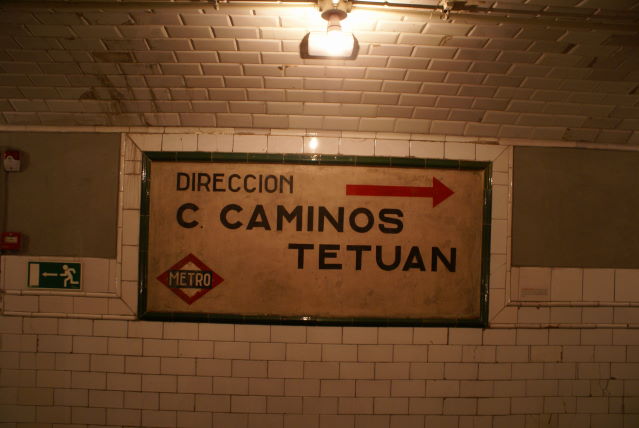 DIRECCION
C CAMINOS
TETUAN
METRO